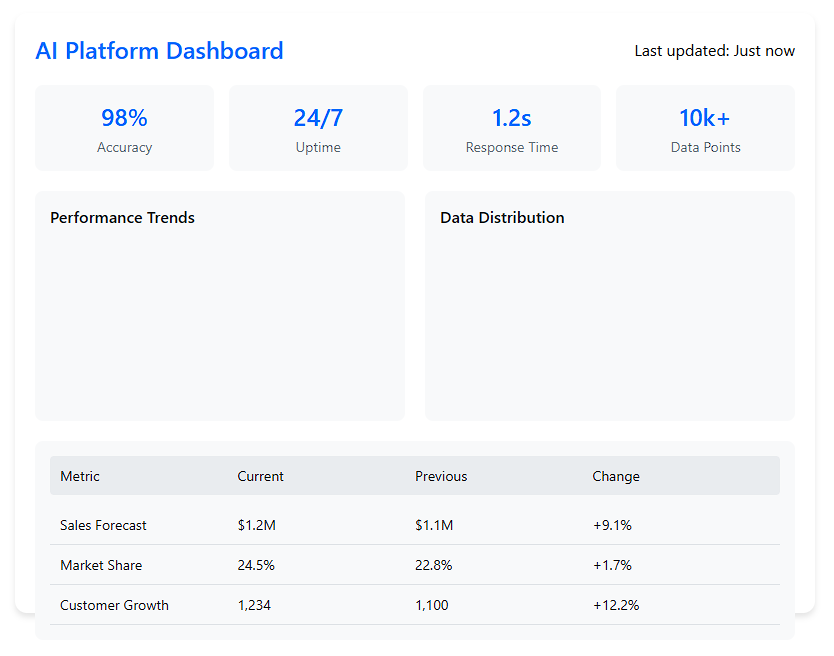 AI Platform Dashboard
Last updated: Just now
98%
Accuracy
24/7
Uptime
1.2s
Response Time
10k+
Data Points
Performance Trends
Data Distribution
Metric Current Previous Change
Sales Forecast $1.2M $1.1M +9.1%
Market Share 24.5% 22.8% +1.7%
Customer Growth 1,234 1,100 +12.2%